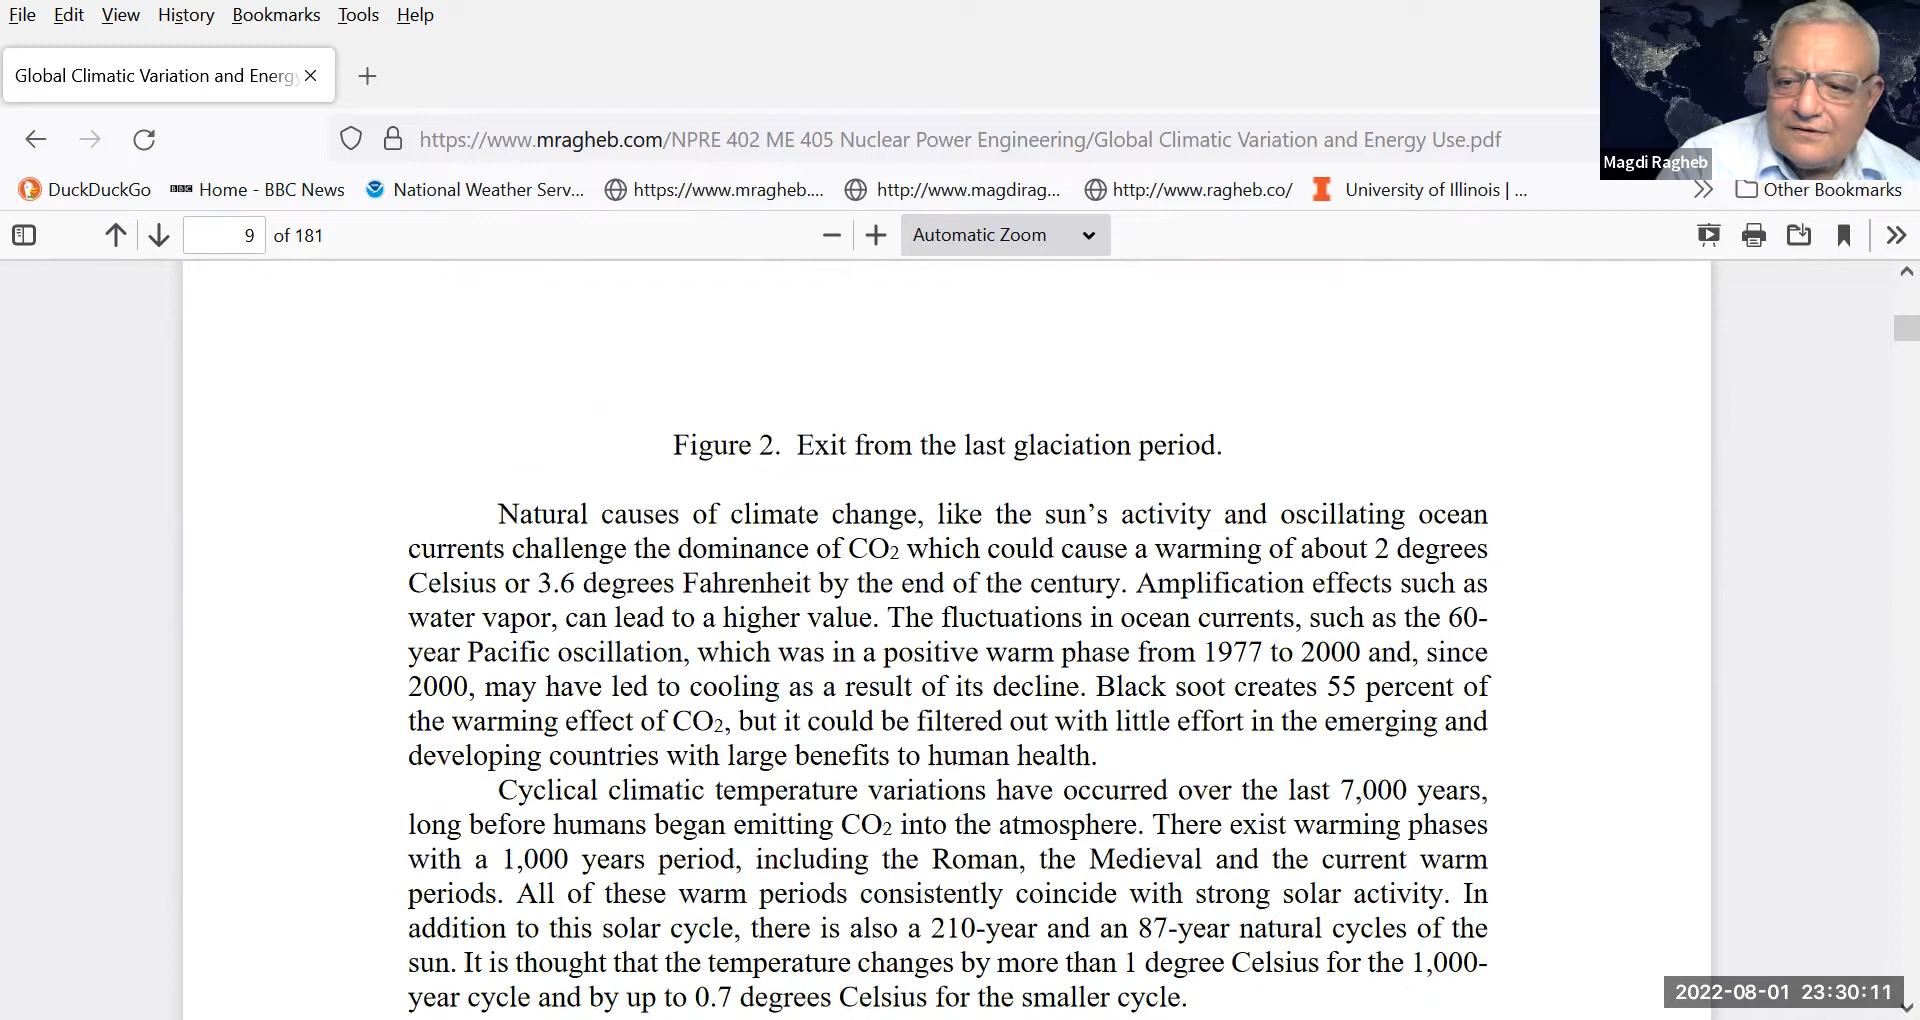 File Edit View History Bookmarks Tools Help
Global Climatic Variation and Energy
https://www.mragheb.com/NPRE 402 ME 405 Nuclear Power Engineering/Global Climatic Variation and Energy Use.pdf
Magdi Ragheb
DuckDuckGo BBC Home - BBC News National Weather Serv... https://www.mragheb.... http://www.magdirag... http://www.ragheb.co/ I University of Illinois | ... Other Bookmarks
9 of 181 Automatic Zoom
Figure 2. Exit from the last glaciation period.
Natural causes of climate change, like the sun’s activity and oscillating ocean
currents challenge the dominance of CO2 which could cause a warming of about 2 degrees
Celsius or 3.6 degrees Fahrenheit by the end of the century. Amplification effects such as
water vapor, can lead to a higher value. The fluctuations in ocean currents, such as the 60-
year Pacific oscillation, which was in a positive warm phase from 1977 to 2000 and, since
2000, may have led to cooling as a result of its decline. Black soot creates 55 percent of
the warming effect of CO2, but it could be filtered out with little effort in the emerging and
developing countries with large benefits to human health.
Cyclical climatic temperature variations have occurred over the last 7,000 years,
long before humans began emitting CO2 into the atmosphere. There exist warming phases
with a 1,000 years period, including the Roman, the Medieval and the current warm
periods. All of these warm periods consistently coincide with strong solar activity. In
addition to this solar cycle, there is also a 210-year and an 87-year natural cycles of the
sun. It is thought that the temperature changes by more than 1 degree Celsius for the 1,000-
year cycle and by up to 0.7 degrees Celsius for the smaller cycle.
2022-08-01 23:30:11